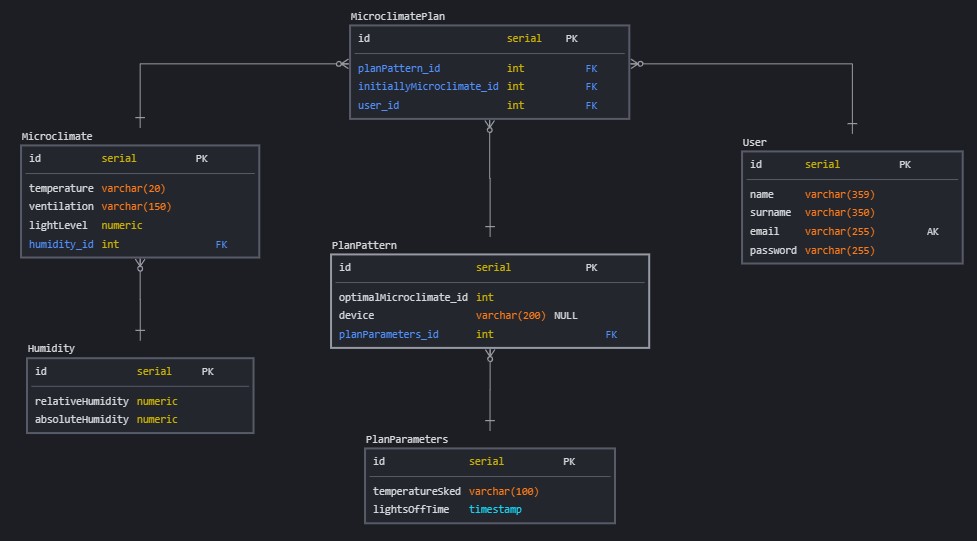 MicroclimatePlan
id serial PK
planPattern_id int FK
initiallyMicroclimate_id int FK
user_id int FK
Microclimate
id serial PK
temperature varchar(20)
ventilation varchar(150)
lightLevel numeric
humidity_id int FK
User
id serial PK
name varchar(359)
surname varchar(350)
email varchar(255) AK
password varchar(255)
PlanPattern
id serial PK
optimalMicroclimate_id int
device varchar(200) NULL
planParameters_id int FK
Humidity
id serial PK
relativeHumidity numeric
absoluteHumidity numeric
PlanParameters
id serial PK
temperatureSked varchar(100)
lightsOffTime timestamp